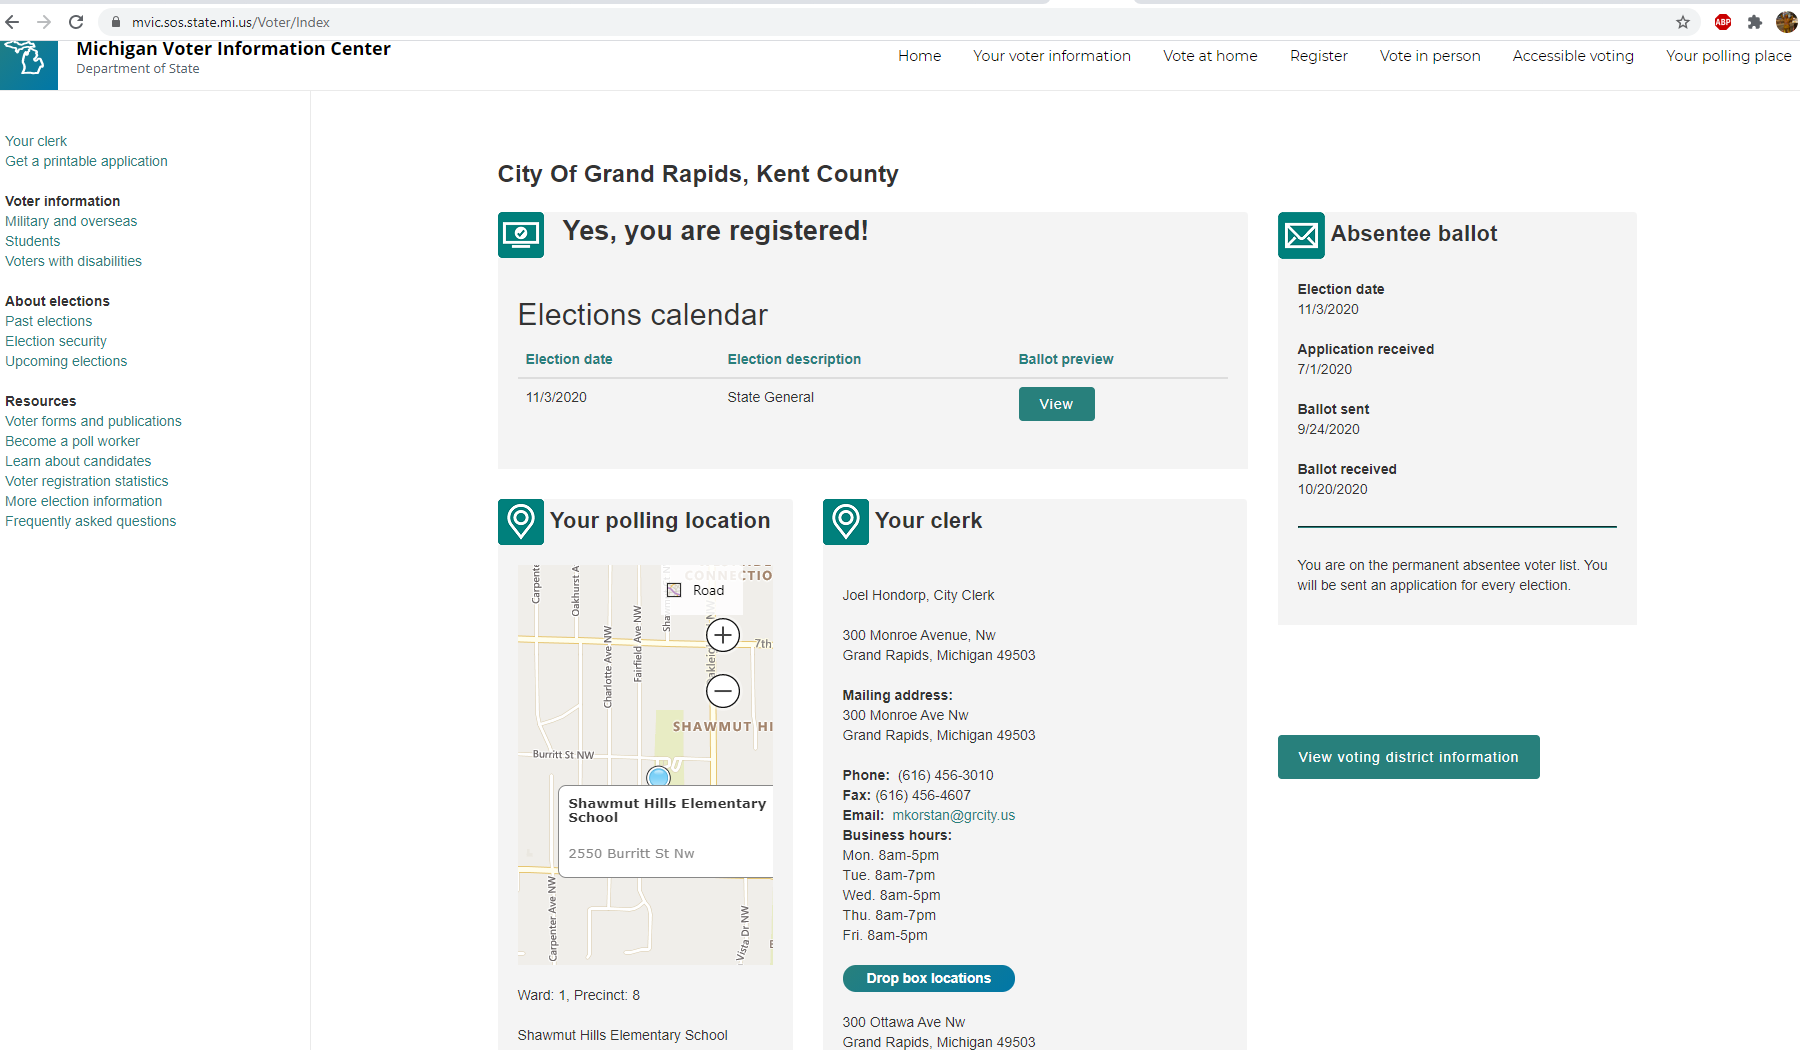 mvic.sos.state.mi.us/Voter/Index
ABP
Michigan Voter Information Center
Department of State
Home
Your voter information
Vote at home
Register
Vote in person
Accessible voting
Your polling place
Your clerk
Get a printable application
Voter information
Military and overseas
Students
Voters with disabilities
About elections
Past elections
Election security
Upcoming elections
Resources
Voter forms and publications
Become a poll worker
Learn about candidates
Voter registration statistics
More election information
Frequently asked questions
City Of Grand Rapids, Kent County
Yes, you are registered!
Elections calendar
Election date Election description Ballot preview
11/3/2020 State General View
Absentee ballot
Election date
11/3/2020
Application received
7/1/2020
Ballot sent
9/24/2020
Ballot received
10/20/2020
You are on the permanent absentee voter list. You
will be sent an application for every election.
View voting district information
Your polling location
CONNECTIO
Road
Carpente
Oakhurst A
Charlotte Ave NW
Fairfield Ave NW
7th
SHAWMUT HI
Burritt St NW
Shawmut Hills Elementary
School
2550 Burritt St Nw
Carpenter Ave NW
Vista Dr NW
Ward: 1, Precinct: 8
Shawmut Hills Elementary School
Your clerk
Joel Hondorp, City Clerk
300 Monroe Avenue, Nw
Grand Rapids, Michigan 49503
Mailing address:
300 Monroe Ave Nw
Grand Rapids, Michigan 49503
Phone: (616) 456-3010
Fax: (616) 456-4607
Email: mkorstan@grcity.us
Business hours:
Mon. 8am-5pm
Tue. 8am-7pm
Wed. 8am-5pm
Thu. 8am-7pm
Fri. 8am-5pm
Drop box locations
300 Ottawa Ave Nw
Grand Rapids, Michigan 49503